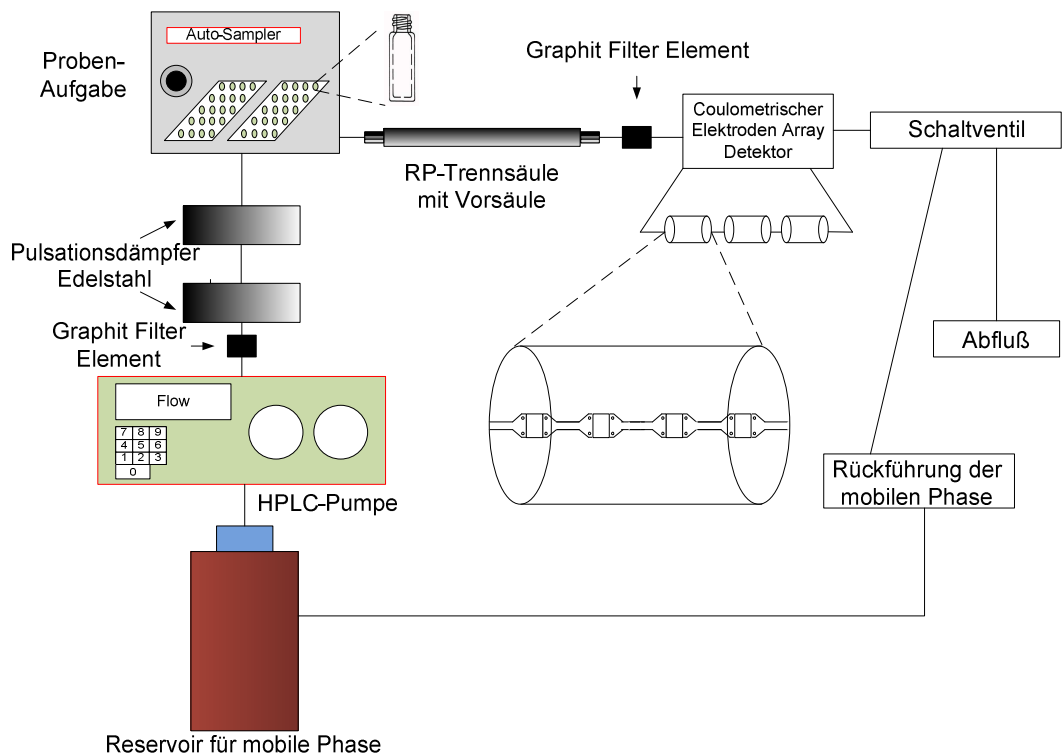 Auto-Sampler
Proben-
Aufgabe
Graphit Filter Element
Coulometrischer
Elektroden Array
Detektor
Schaltventil
RP-Trennsäule
mit Vorsäule
Pulsationsdämpfer
Edelstahl
Graphit Filter
Element
Abfluß
Flow
7 8 9
4 5 6
1 2 3
0
HPLC-Pumpe
Rückführung der
mobilen Phase
Reservoir für mobile Phase